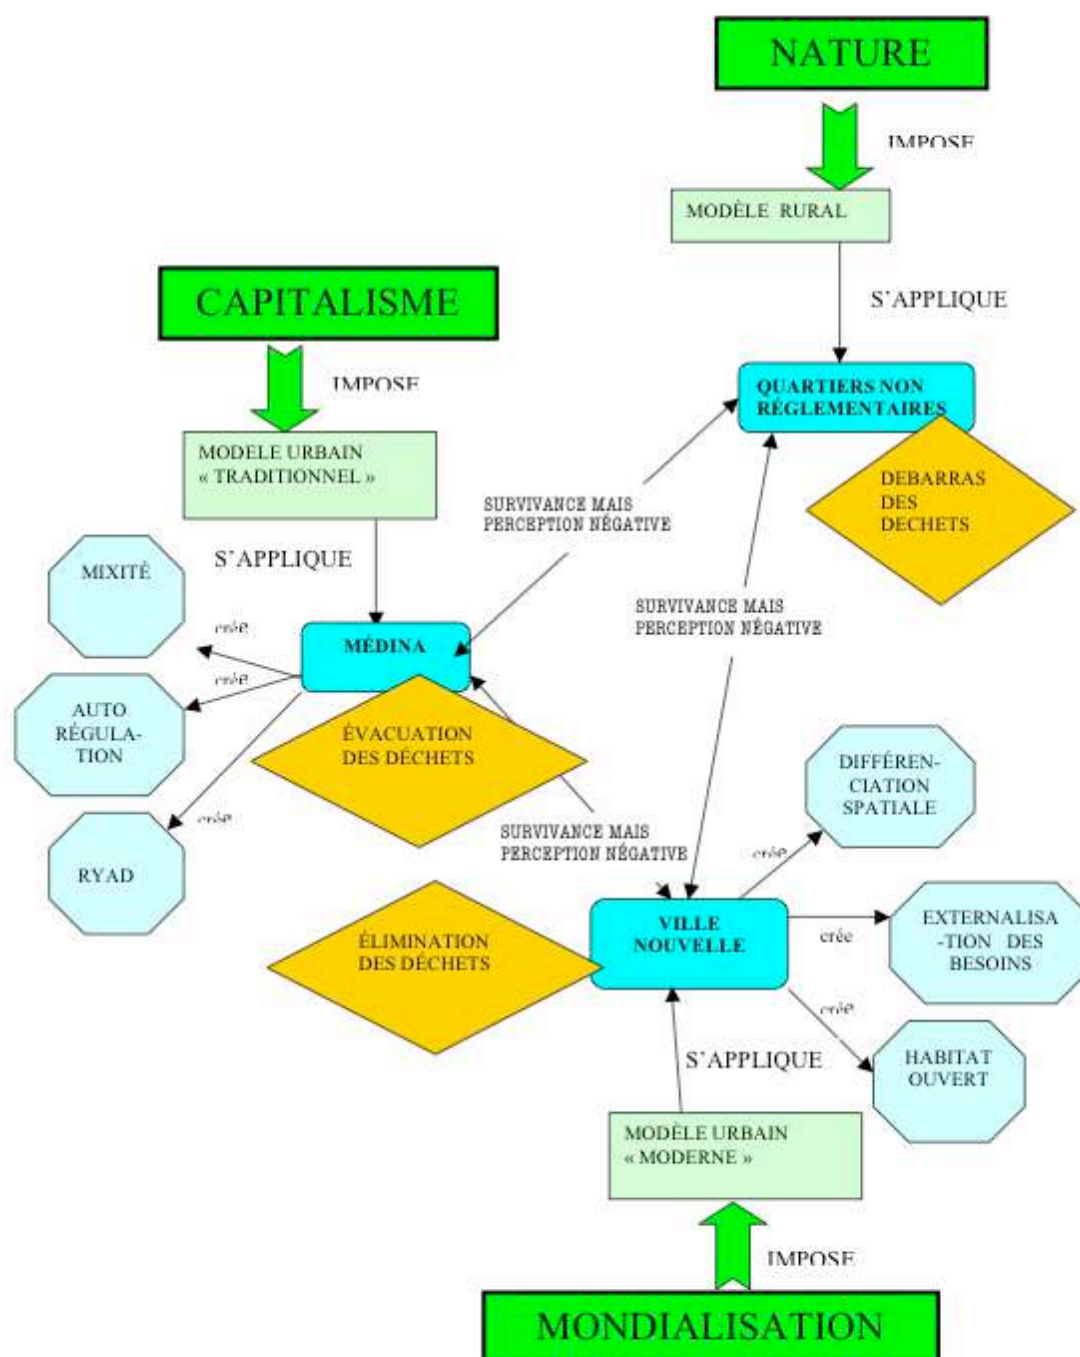 NATURE
IMPOSE
MODÈLE RURAL
S'APPLIQUE
CAPITALISME
IMPOSE
QUARTIERS NON
RÉGLEMENTAIRES
MODELE URBAIN
« TRADITIONNEL »
DEBARRAS
DES
DECHETS
SURVIVANCE MAIS
PERCEPTION NÉGATIVE
S'APPLIQUE
MIXITÉ
SURVIVANCE MAIS
PERCEPTION NÉGATIVE
crée
MÉDINA
crée
AUTO
RÉGULA-
TION
ÉVACUATION
DES DÉCHETS
DIFFÉREN-
CIATION
SPATIALE
crée
RYAD
SURVIVANCE MAIS
PERCEPTION NÉGATIVE
crée
VILLE
NOUVELLE
EXTERNALISA
-TION DES
BESOINS
crée
ÉLIMINATION
DES DÉCHETS
crée
HABITAT
OUVERT
S'APPLIQUE
MODÈLE URBAIN
« MODERNE »
IMPOSE
MONDIALISATION